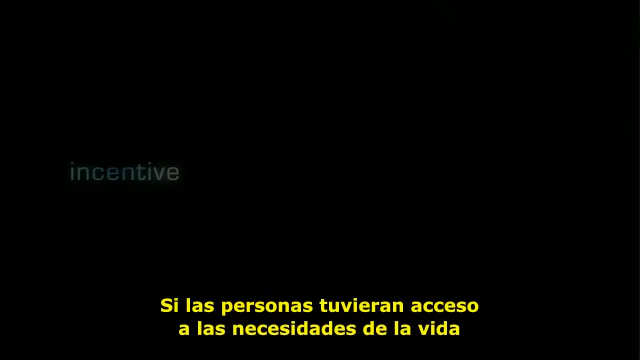 incentive
Si las personas tuvieran acceso
a las necesidades de la vida